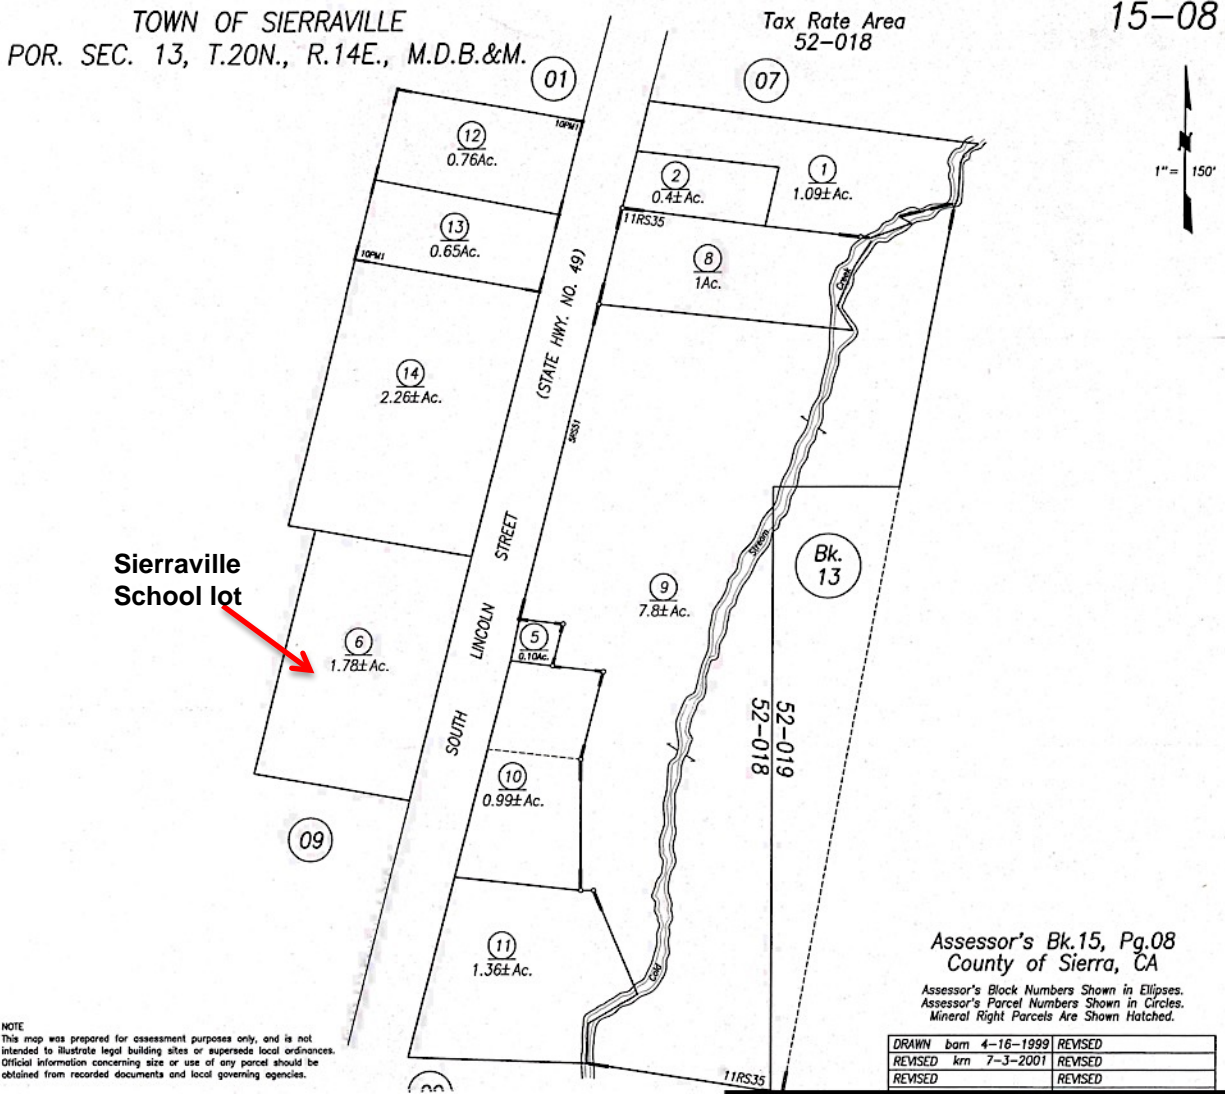 TOWN OF SIERRAVILLE
POR. SEC. 13, T.20N., R.14E., M.D.B.&M.
Tax Rate Area
52-018
15-08
01
07
N
1"= 150'
10PM1
12
0.76Ac.
2
0.4±Ac.
1
1.09±Ac.
11RS35
13
0.65Ac.
10PM1
8
1Ac.
Creek
(STATE HWY. NO. 49)
14
2.26±Ac.
5RS51
SOUTH LINCOLN STREET
Stream
Bk.
13
Sierraville
School lot
9
7.8±Ac.
5
0.10Ac.
6
1.78±Ac.
52-019
52-018
10
0.99±Ac.
09
11
1.36±Ac.
Cold
Assessor's Bk.15, Pg.08
County of Sierra, CA
Assessor's Block Numbers Shown in Ellipses.
Assessor's Parcel Numbers Shown in Circles.
Mineral Right Parcels Are Shown Hatched.
NOTE
This map was prepared for assessment purposes only, and is not
intended to illustrate legal building sites or supersede local ordinances.
Official information concerning size or use of any parcel should be
obtained from recorded documents and local governing agencies.
DRAWN bam 4-16-1999 REVISED
REVISED krn 7-3-2001 REVISED
REVISED REVISED
11RS35